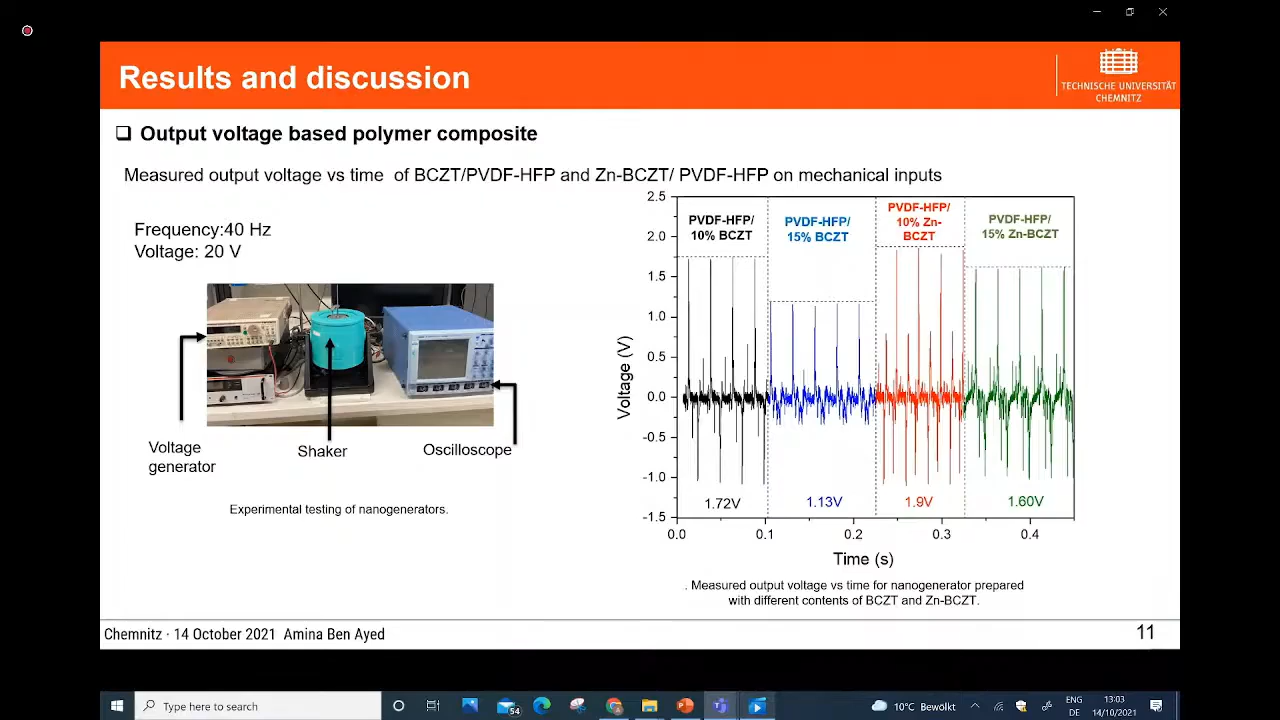 Results and discussion
TECHNISCHE UNIVERSITÄT
CHEMNITZ
❑ Output voltage based polymer composite
Measured output voltage vs time of BCZT/PVDF-HFP and Zn-BCZT/ PVDF-HFP on mechanical inputs
Frequency:40 Hz
Voltage: 20 V
Voltage
generator
Shaker
Oscilloscope
Experimental testing of nanogenerators.
2.5
2.0
1.5
1.0
0.5
0.0
-0.5
-1.0
-1.5
Voltage (V)
PVDF-HFP/
10% BCZT
PVDF-HFP/
15% BCZT
PVDF-HFP/
10% Zn-
BCZT
PVDF-HFP/
15% Zn-BCZT
1.72V
1.13V
1.9V
1.60V
0.0 0.1 0.2 0.3 0.4
Time (s)
. Measured output voltage vs time for nanogenerator prepared
with different contents of BCZT and Zn-BCZT.
Chemnitz · 14 October 2021 Amina Ben Ayed
11
Type here to search
54
10°C Bewölkt
ENG
DE
13:03
14/10/2021